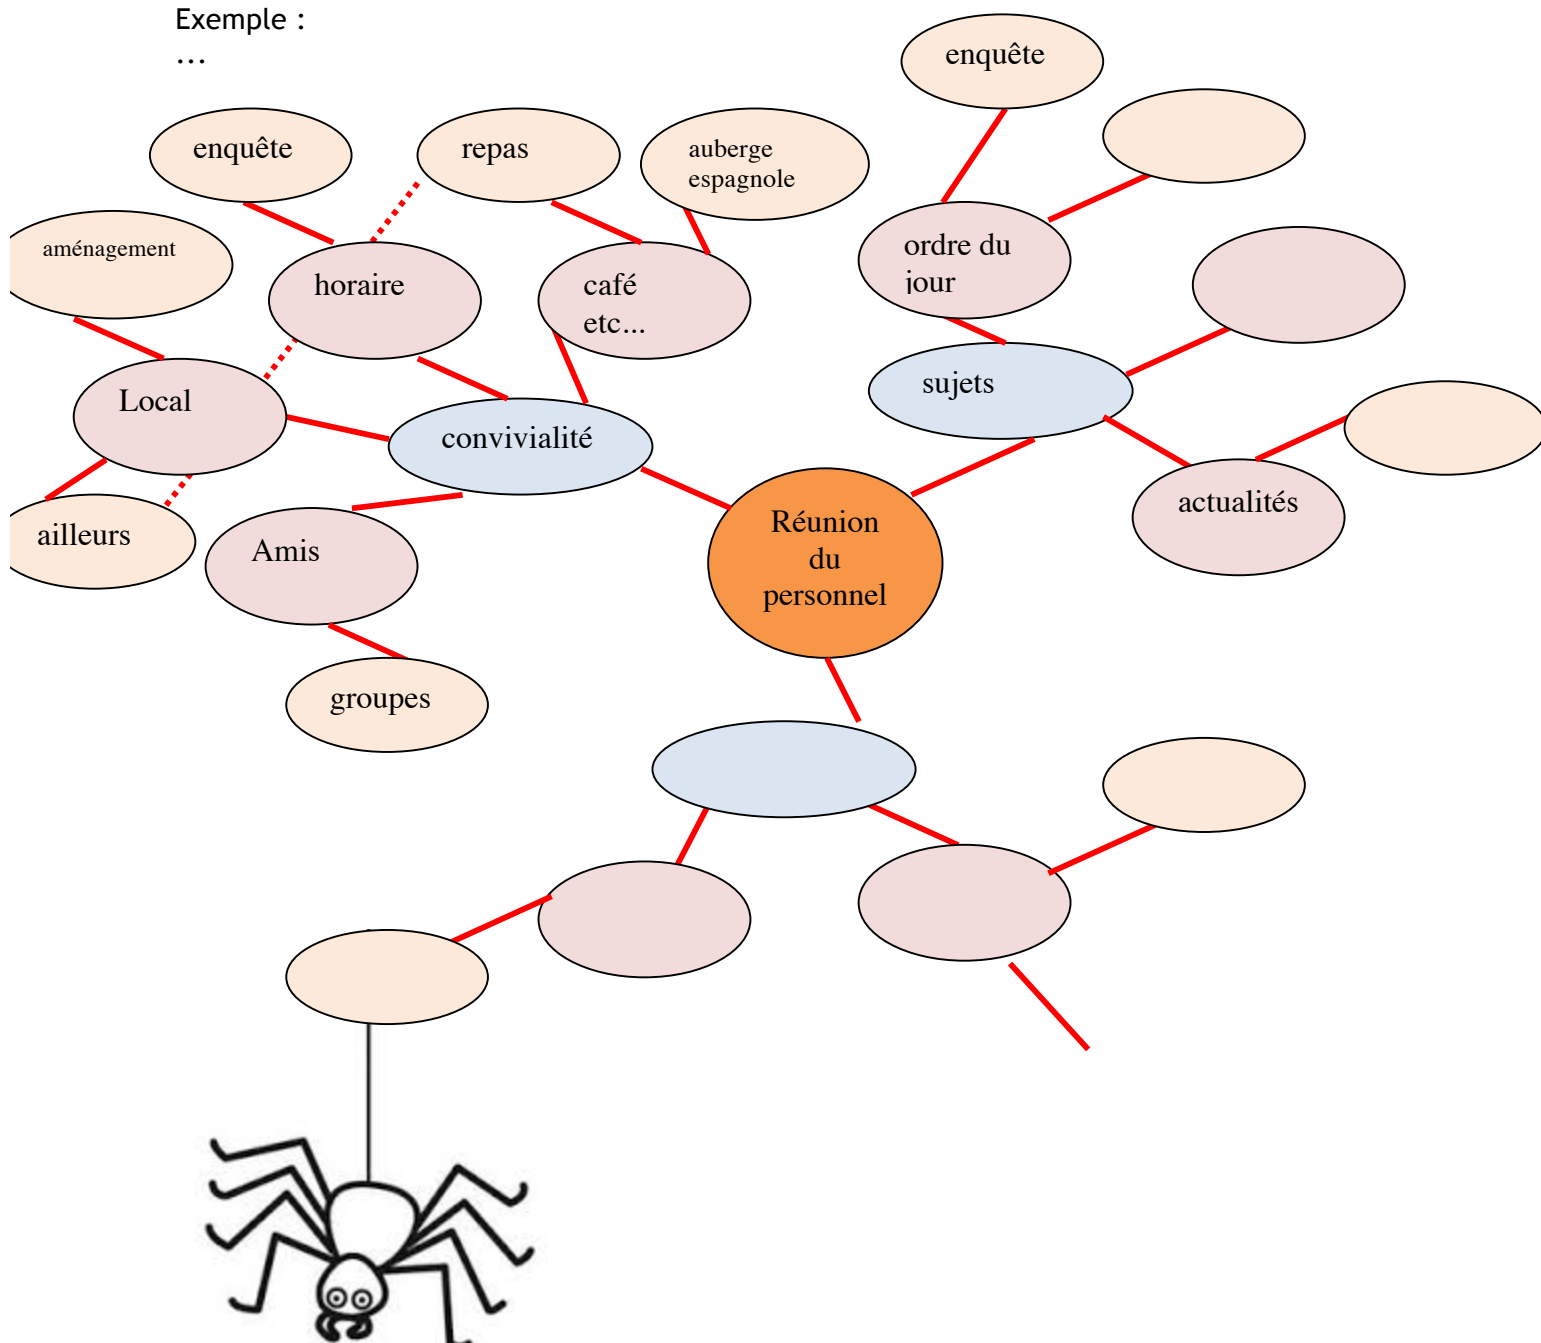 Exemple :
...
enquête
enquête
repas
auberge
espagnole
aménagement
horaire
café
etc...
ordre du
jour
Local
convivialité
sujets
ailleurs
Amis
Réunion
du
personnel
actualités
groupes